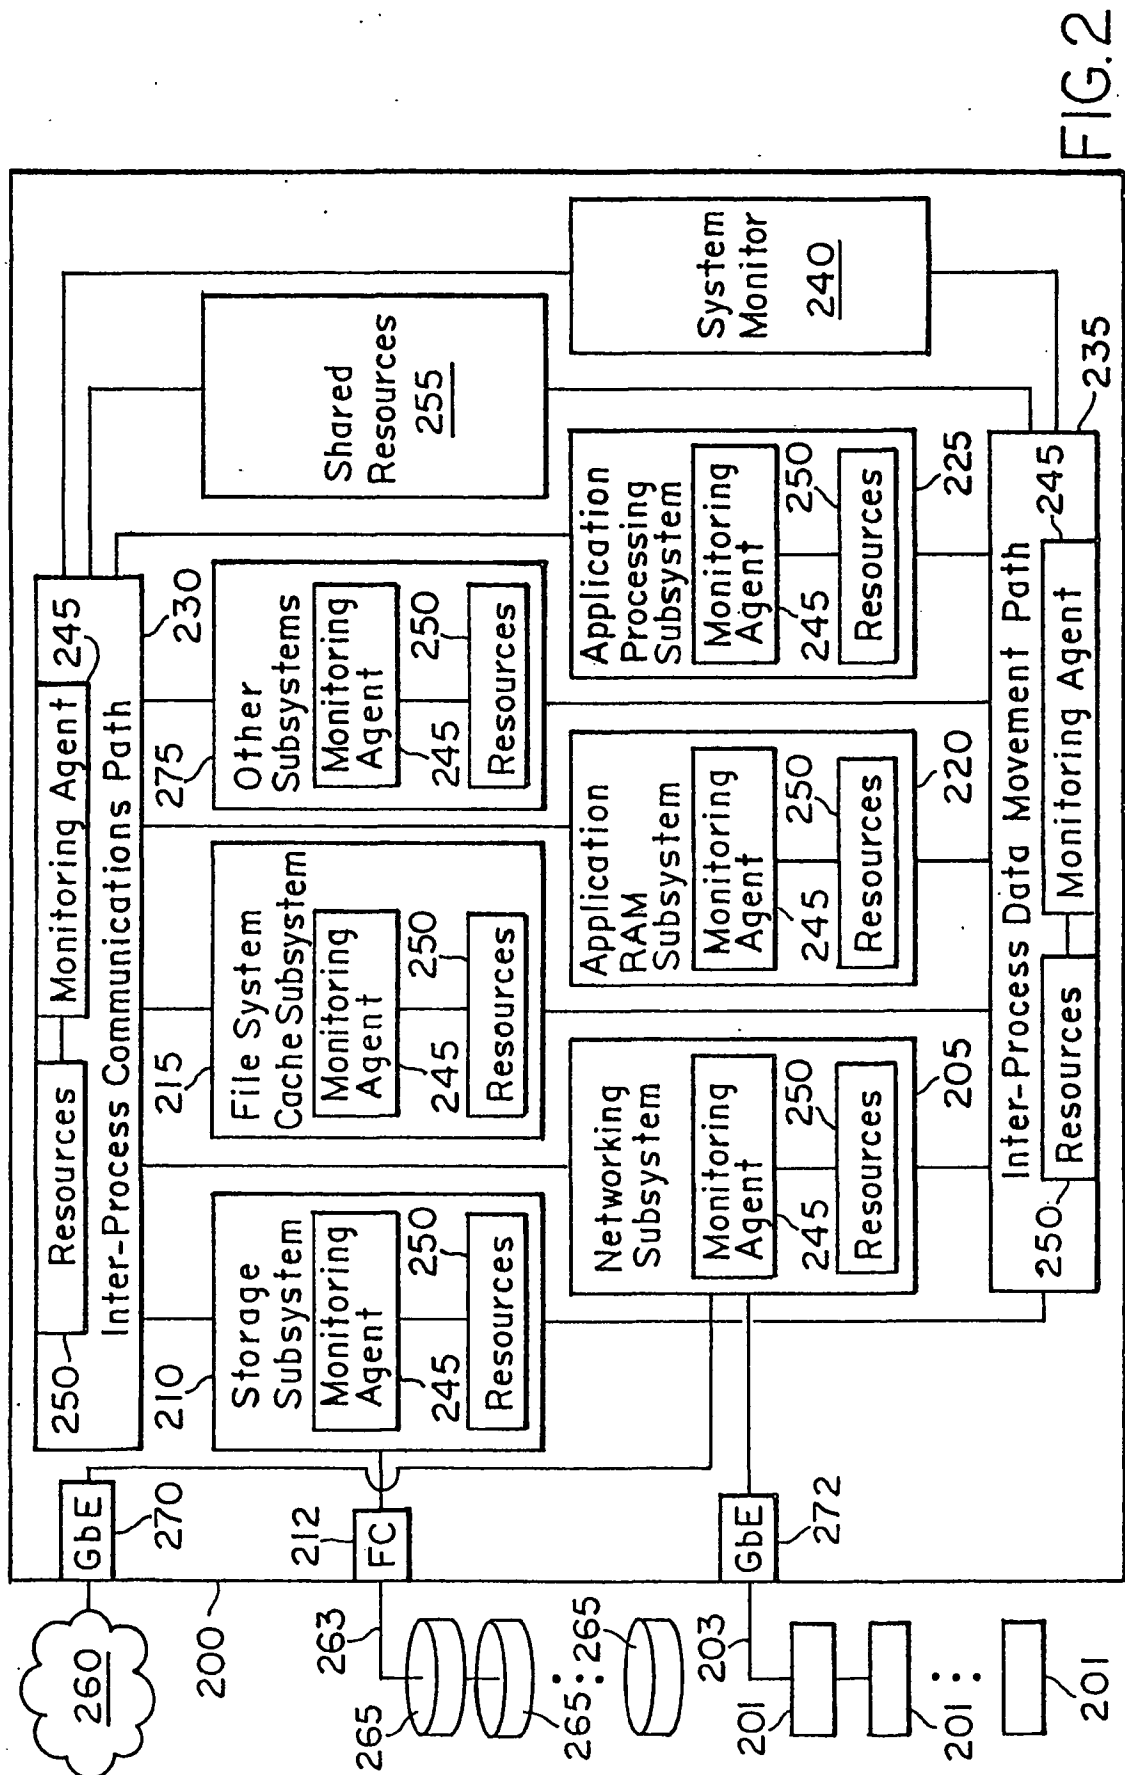 260
GbE
270
200
250
Resources
Monitoring Agent
245
Inter-Process Communications Path
230
210
Storage
Subsystem
Monitoring
Agent
245
250
Resources
215
File System
Cache Subsystem
Monitoring
Agent
245
250
Resources
275
Other
Subsystems
Monitoring
Agent
245
250
Resources
Shared
Resources
255
212
FC
263
265
265
265
265
Networking
Subsystem
Monitoring
Agent
245
250
Resources
205
Application
RAM
Subsystem
Monitoring
Agent
245
250
Resources
220
Application
Processing
Subsystem
Monitoring
Agent
245
250
Resources
225
System
Monitor
240
GbE
272
203
201
201
201
Inter-Process Data Movement Path
235
250
Resources
Monitoring Agent
245
FIG.2